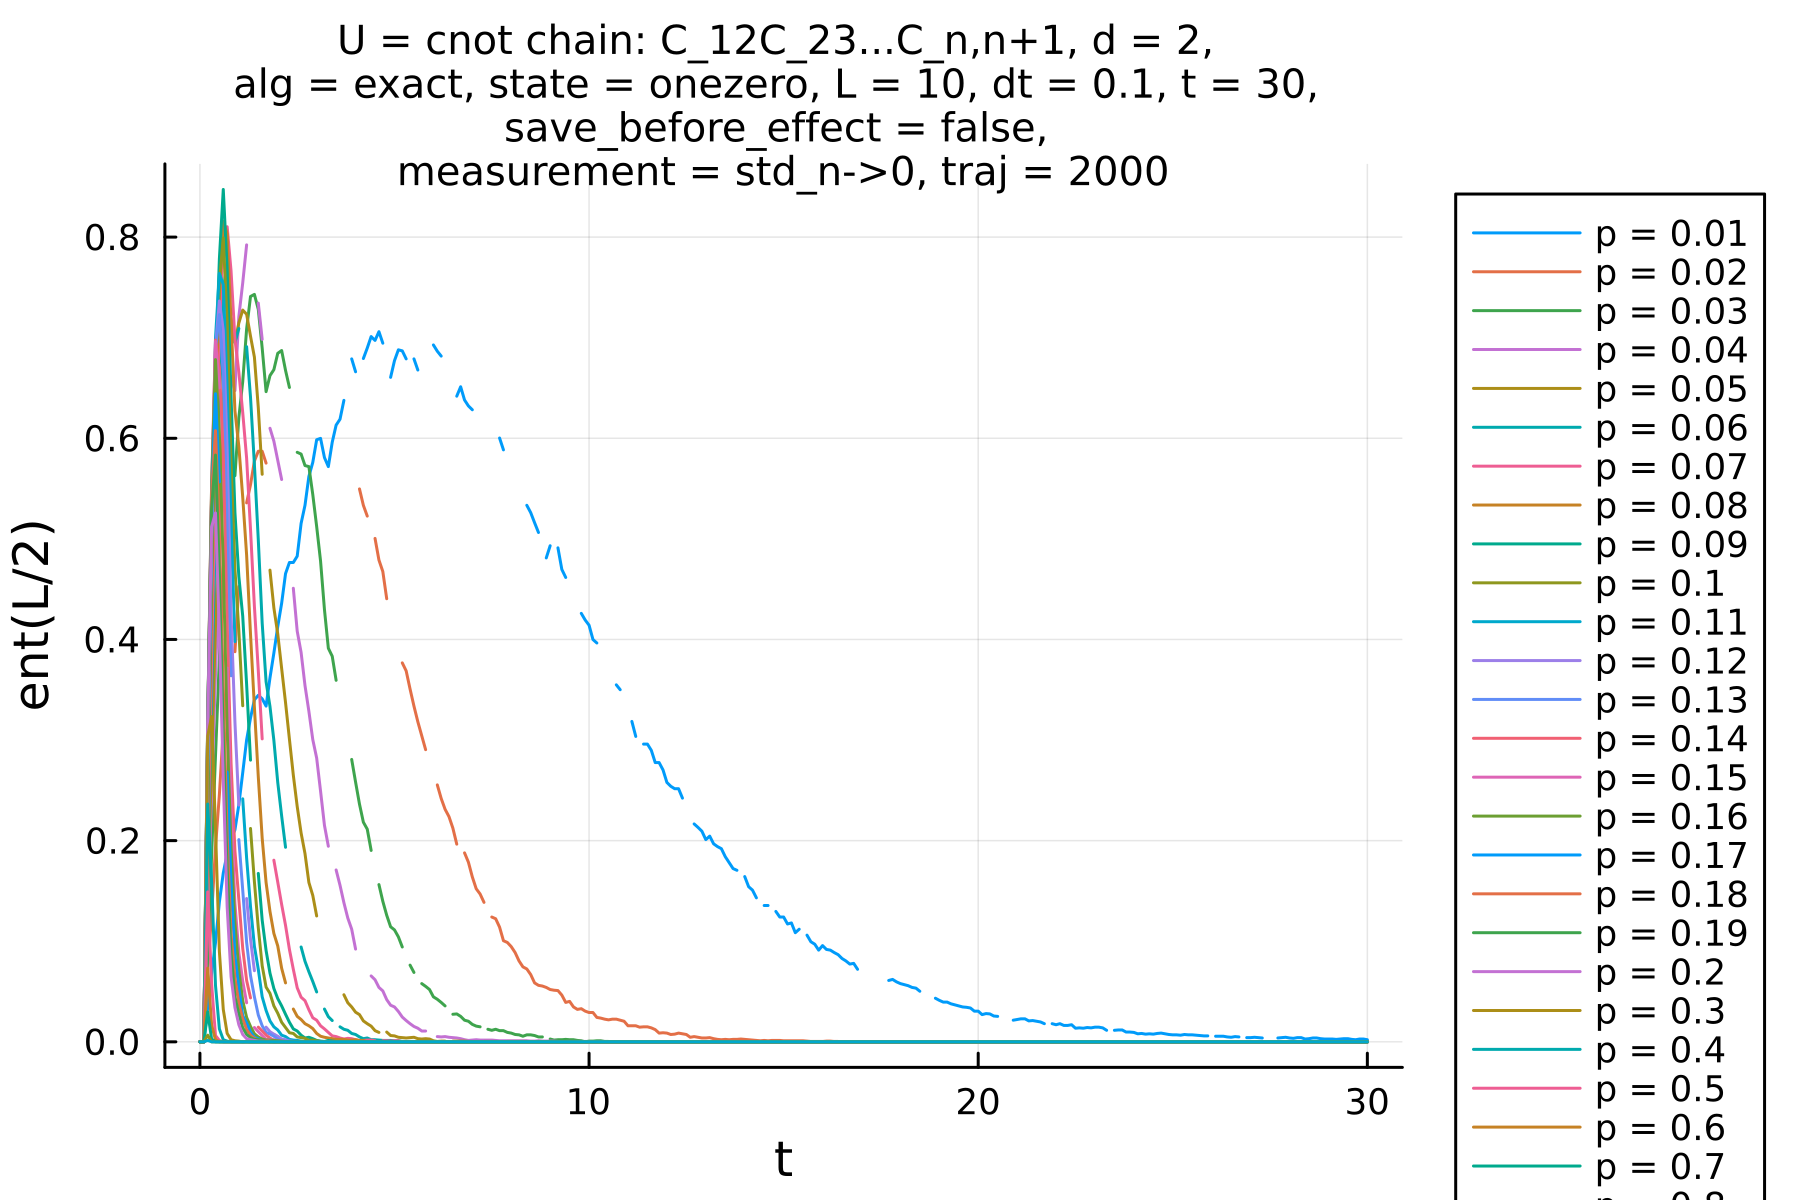 U = cnot chain: C_12C_23...C_n,n+1, d = 2,
alg = exact, state = onezero, L = 10, dt = 0.1, t = 30,
save_before_effect = false,
measurement = std_n->0, traj = 2000
ent(L/2)
0.8
0.6
0.4
0.2
0.0
0
10
20
30
t
p = 0.01
p = 0.02
p = 0.03
p = 0.04
p = 0.05
p = 0.06
p = 0.07
p = 0.08
p = 0.09
p = 0.1
p = 0.11
p = 0.12
p = 0.13
p = 0.14
p = 0.15
p = 0.16
p = 0.17
p = 0.18
p = 0.19
p = 0.2
p = 0.3
p = 0.4
p = 0.5
p = 0.6
p = 0.7